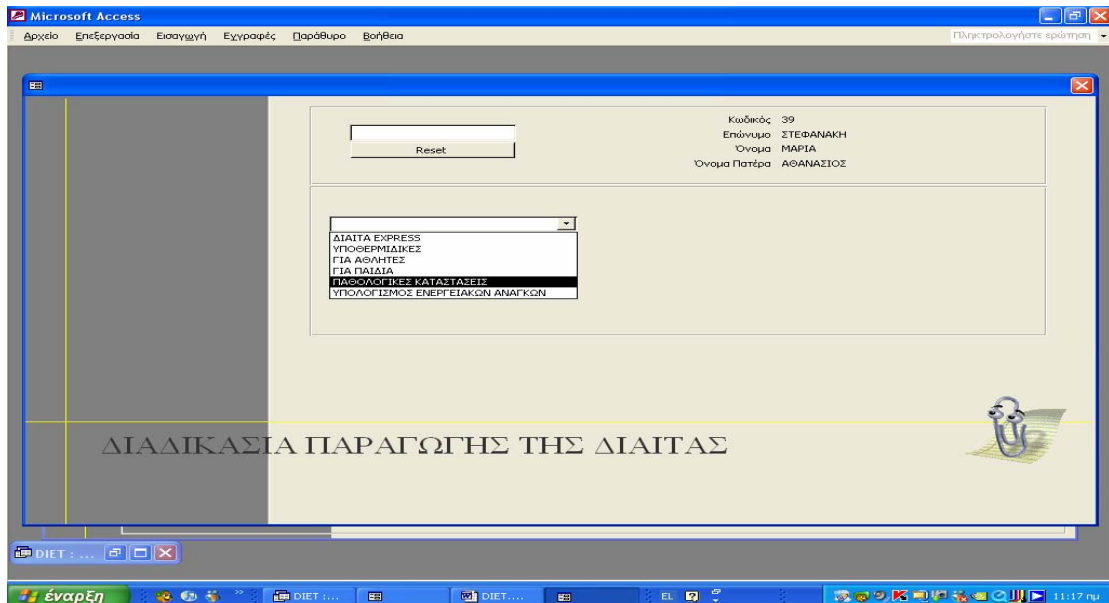 Microsoft Access
Αρχείο Επεξεργασία Εισαγωγή Εγγραφές Παράθυρο Βοήθεια Πληκτρολογήστε ερώτηση
Reset
Κωδικός 39
Επώνυμο ΣΤΕΦΑΝΑΚΗ
Όνομα ΜΑΡΙΑ
Όνομα Πατέρα ΑΘΑΝΑΣΙΟΣ
ΔΙΑΙΤΑ EXPRESS
ΥΠΟΘΕΡΜΙΔΙΚΕΣ
ΓΙΑ ΑΘΛΗΤΕΣ
ΓΙΑ ΠΑΙΔΙΑ
ΠΑΘΟΛΟΓΙΚΕΣ ΚΑΤΑΣΤΑΣΕΙΣ
ΥΠΟΛΟΓΙΣΜΟΣ ΕΝΕΡΓΕΙΑΚΩΝ ΑΝΑΓΚΩΝ
ΔΙΑΔΙΚΑΣΙΑ ΠΑΡΑΓΩΓΗΣ ΤΗΣ ΔΙΑΙΤΑΣ
DIET : ...
έναρξη DIET :... DIET.... EL 11:17 πμ